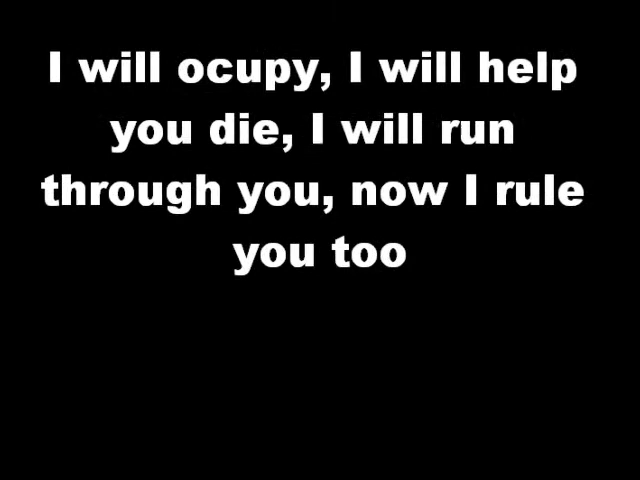 I will ocupy, I will help
you die, I will run
through you, now I rule
you too